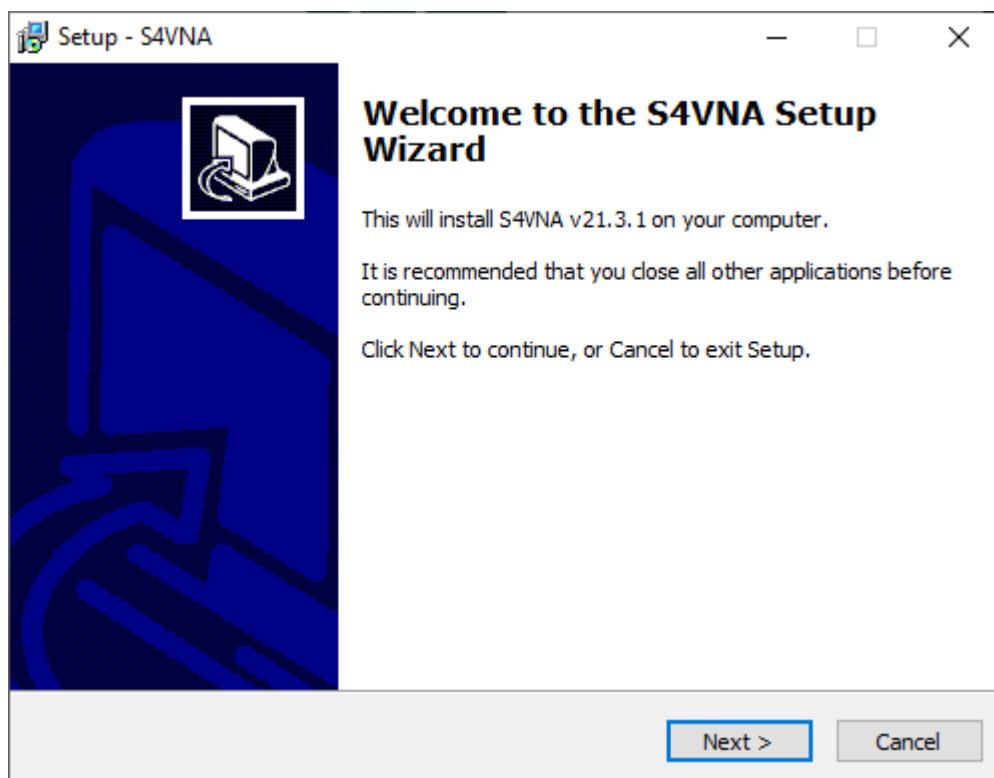 Setup - S4VNA
Welcome to the S4VNA Setup
Wizard
This will install S4VNA v21.3.1 on your computer.
It is recommended that you close all other applications before
continuing.
Click Next to continue, or Cancel to exit Setup.
Next >
Cancel